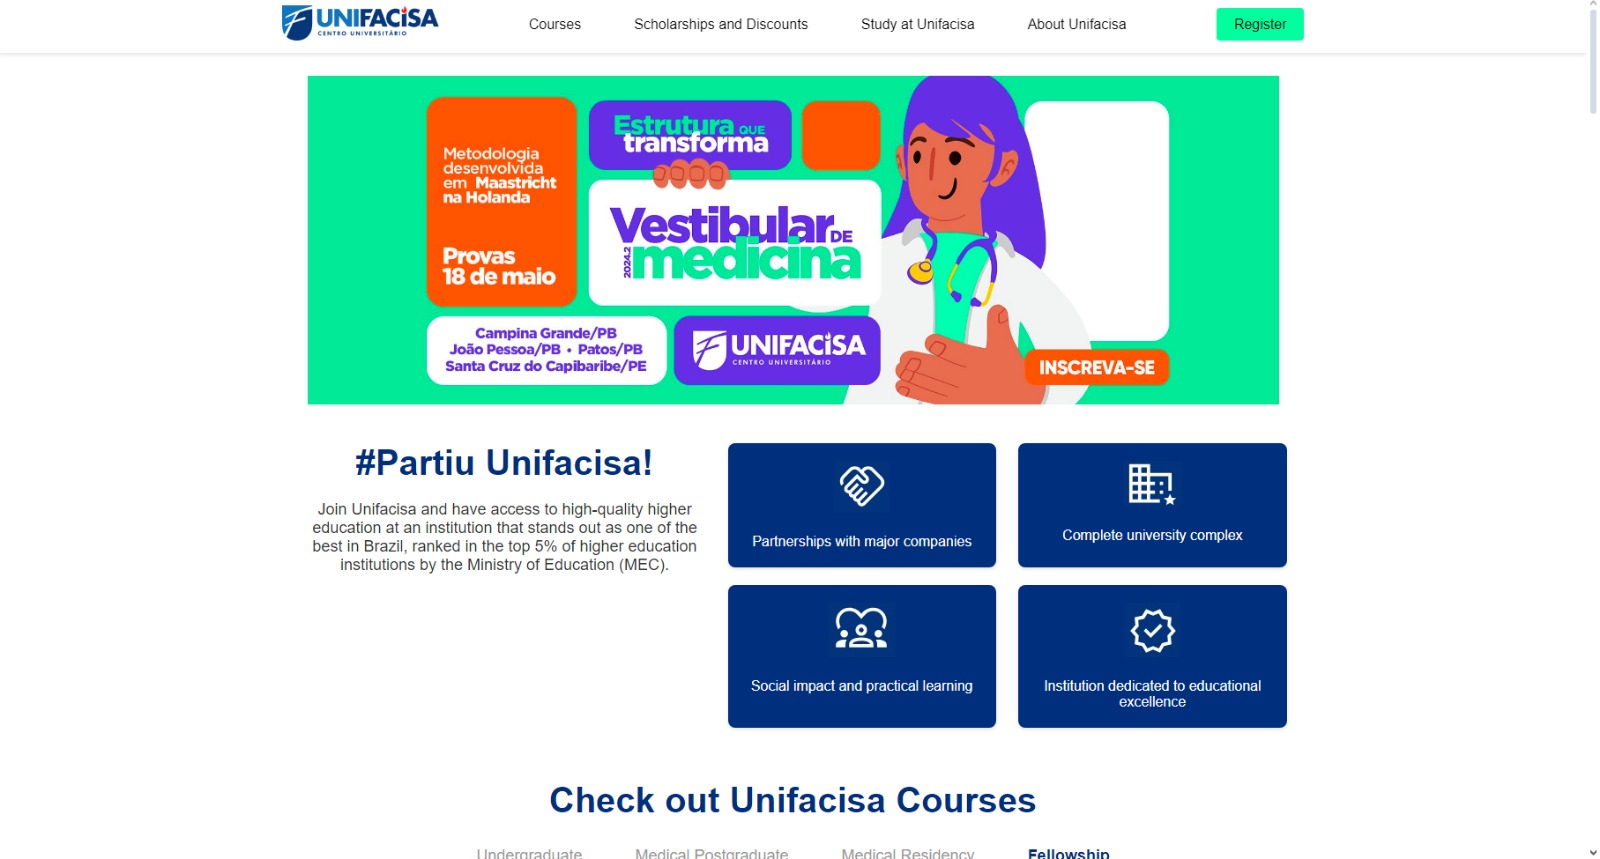 UNIFACISA
CENTRO UNIVERSITÁRIO
Courses
Scholarships and Discounts
Study at Unifacisa
About Unifacisa
Register
Metodologia
desenvolvida
em Maastricht
na Holanda
Provas
18 de maio
Estrutura QUE
transforma
Vestibular DE
2024.2 medicina
Campina Grande/PB
João Pessoa/PB • Patos/PB
Santa Cruz do Capibaribe/PE
UNIFACISA
CENTRO UNIVERSITÁRIO
INSCREVA-SE
#Partiu Unifacisa!
Join Unifacisa and have access to high-quality higher
education at an institution that stands out as one of the
best in Brazil, ranked in the top 5% of higher education
institutions by the Ministry of Education (MEC).
Partnerships with major companies
Complete university complex
Social impact and practical learning
Institution dedicated to educational
excellence
Check out Unifacisa Courses
Undergraduate
Medical Postgraduate
Medical Residency
Fellowship